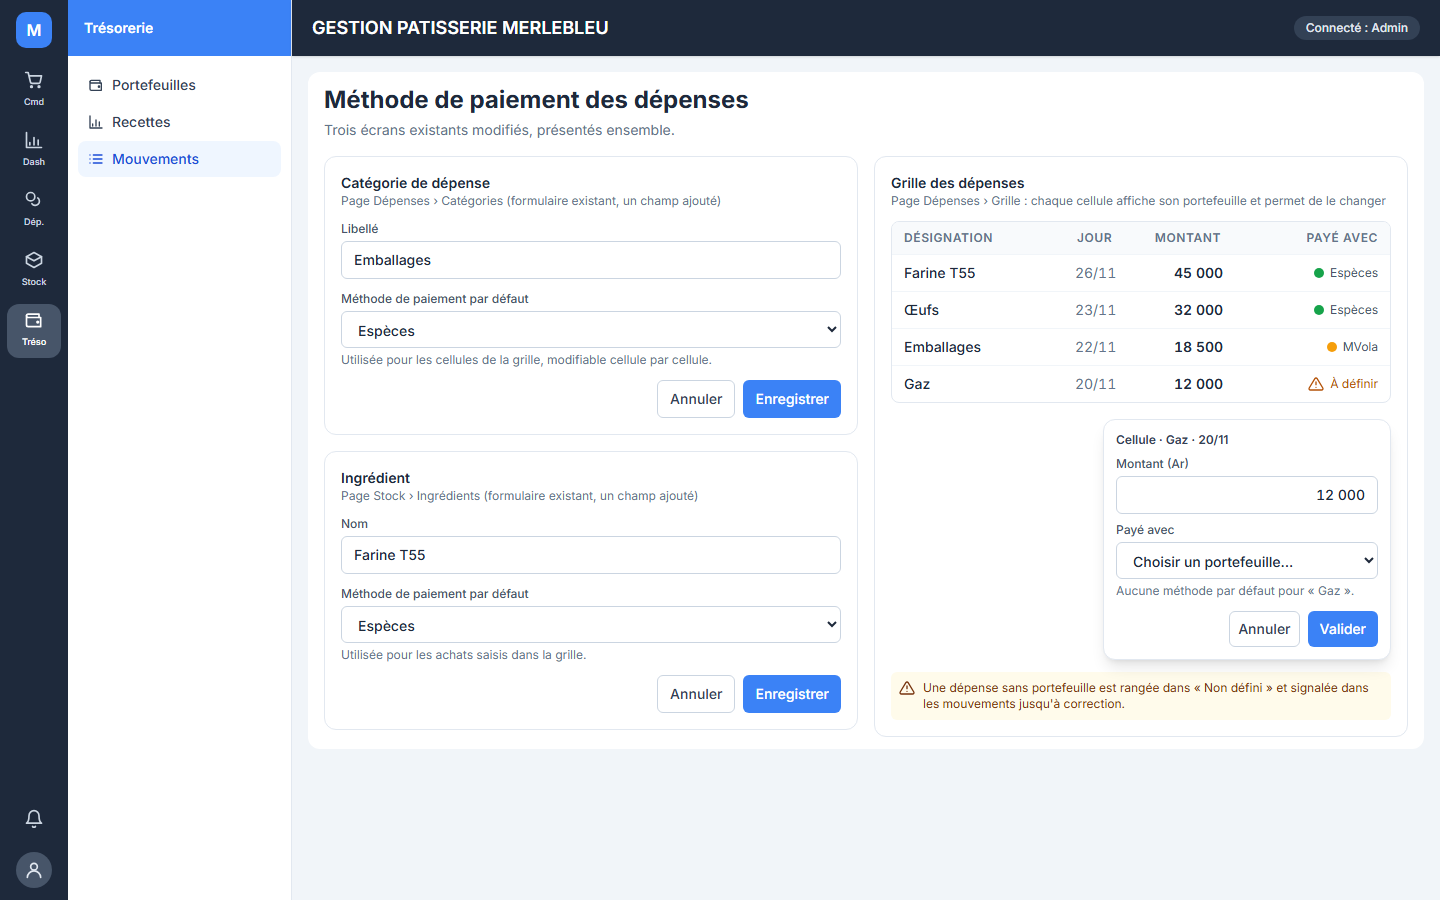 M
Cmd
Dash
Dép.
Stock
Tréso
Trésorerie
Portefeuilles
Recettes
Mouvements
GESTION PATISSERIE MERLEBLEU
Connecté : Admin
Méthode de paiement des dépenses
Trois écrans existants modifiés, présentés ensemble.
Catégorie de dépense
Page Dépenses › Catégories (formulaire existant, un champ ajouté)
Libellé
Emballages
Méthode de paiement par défaut
Espèces
Utilisée pour les cellules de la grille, modifiable cellule par cellule.
Annuler Enregistrer
Ingrédient
Page Stock › Ingrédients (formulaire existant, un champ ajouté)
Nom
Farine T55
Méthode de paiement par défaut
Espèces
Utilisée pour les achats saisis dans la grille.
Annuler Enregistrer
Grille des dépenses
Page Dépenses › Grille : chaque cellule affiche son portefeuille et permet de le changer
DÉSIGNATION JOUR MONTANT PAYÉ AVEC
Farine T55 26/11 45 000 Espèces
Œufs 23/11 32 000 Espèces
Emballages 22/11 18 500 MVola
Gaz 20/11 12 000 À définir
Cellule · Gaz · 20/11
Montant (Ar)
12 000
Payé avec
Choisir un portefeuille...
Aucune méthode par défaut pour « Gaz ».
Annuler Valider
Une dépense sans portefeuille est rangée dans « Non défini » et signalée dans
les mouvements jusqu'à correction.